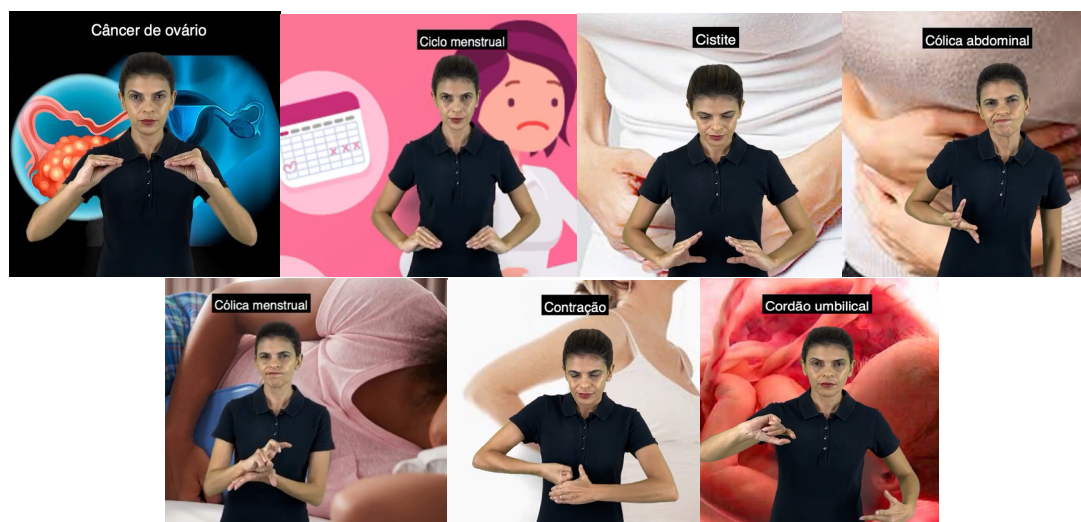 Câncer de ovário
Ciclo menstrual
Cistite
Cólica abdominal
Cólica menstrual
Contração
Cordão umbilical